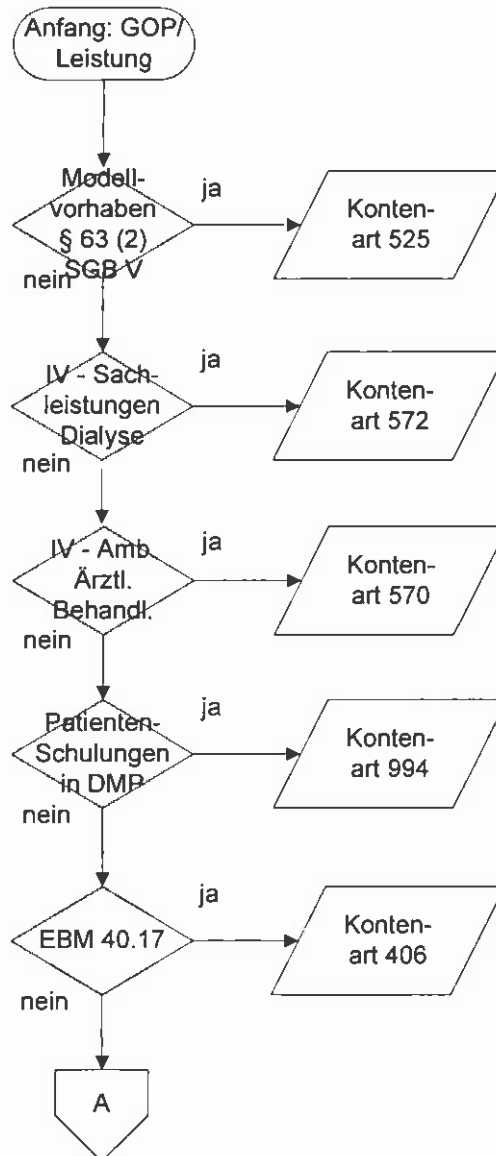 Anfang: GOP/
Leistung
Modell-
vorhaben
§ 63 (2)
SGB V
ja
nein
Konten-
art 525
IV - Sach-
leistungen
Dialyse
ja
nein
Konten-
art 572
IV - Amb.
Ärztl.
Behandl.
ja
nein
Konten-
art 570
Patienten-
Schulungen
in DMP
ja
nein
Konten-
art 994
EBM 40.17
ja
nein
Konten-
art 406
A